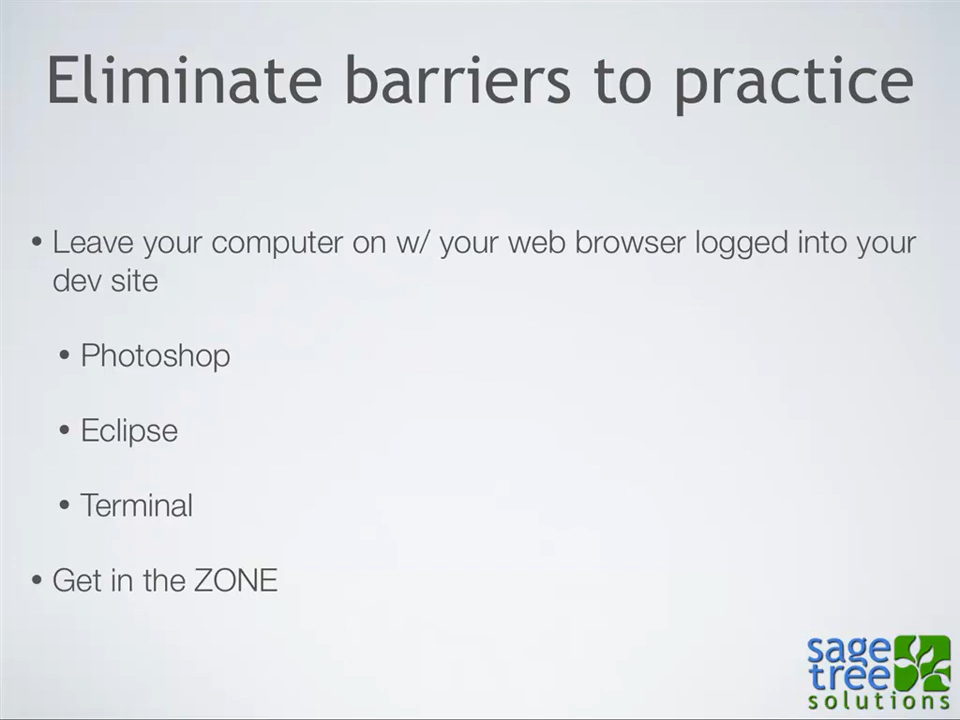 Eliminate barriers to practice
• Leave your computer on w/ your web browser logged into your
dev site
• Photoshop
• Eclipse
• Terminal
• Get in the ZONE
sage
tree
solutions